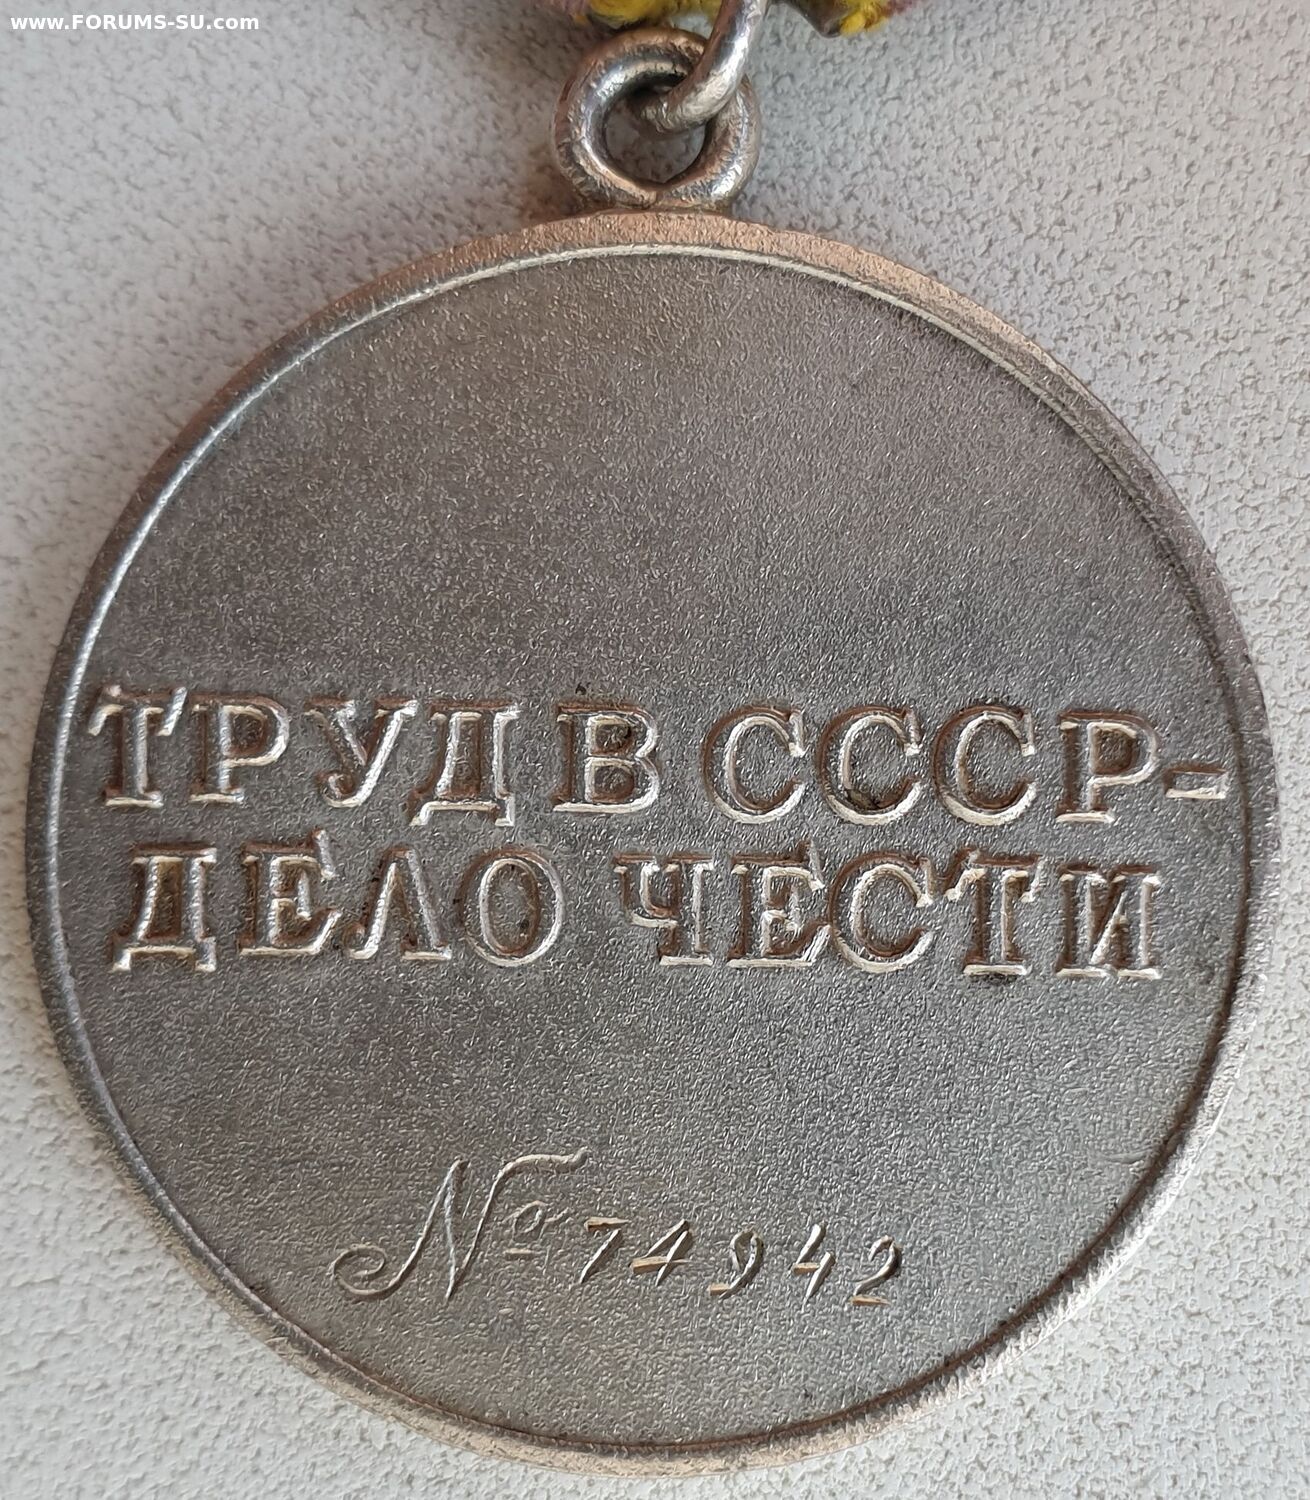 www.FORUMS-SU.com
ТРУД В СССР-
ДЕЛО ЧЕСТИ
№ 74942